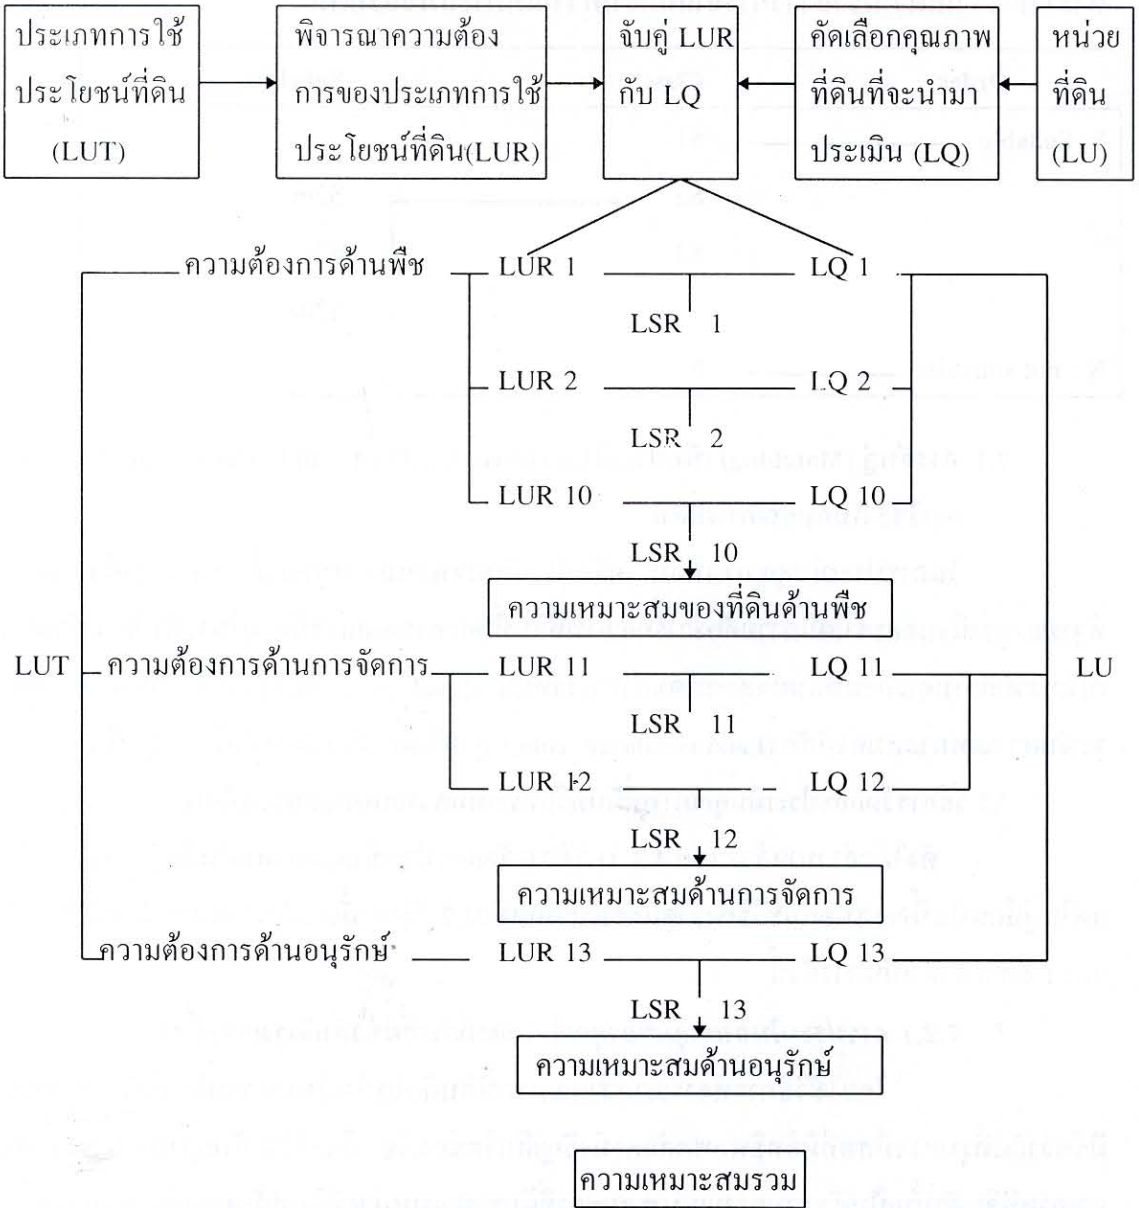 ประเภทการใช้
ประโยชน์ที่ดิน
(LUT)
พิจารณาความต้อง
การของประเภทการใช้
ประโยชน์ที่ดิน(LUR)
จับคู่ LUR
กับ LQ
คัดเลือกคุณภาพ
ที่ดินที่จะนำมา
ประเมิน (LQ)
หน่วย
ที่ดิน
(LU)
ความต้องการด้านพืช LUR 1 LQ 1
LSR 1
LUR 2 LQ 2
LSR 2
LUR 10 LQ 10
LSR 10
ความเหมาะสมของที่ดินด้านพืช
LUT ความต้องการด้านการจัดการ LUR 11 LQ 11 LU
LSR 11
LUR 12 LQ 12
LSR 12
ความเหมาะสมด้านการจัดการ
ความต้องการด้านอนุรักษ์ LUR 13 LQ 13
LSR 13
ความเหมาะสมด้านอนุรักษ์
ความเหมาะสมรวม